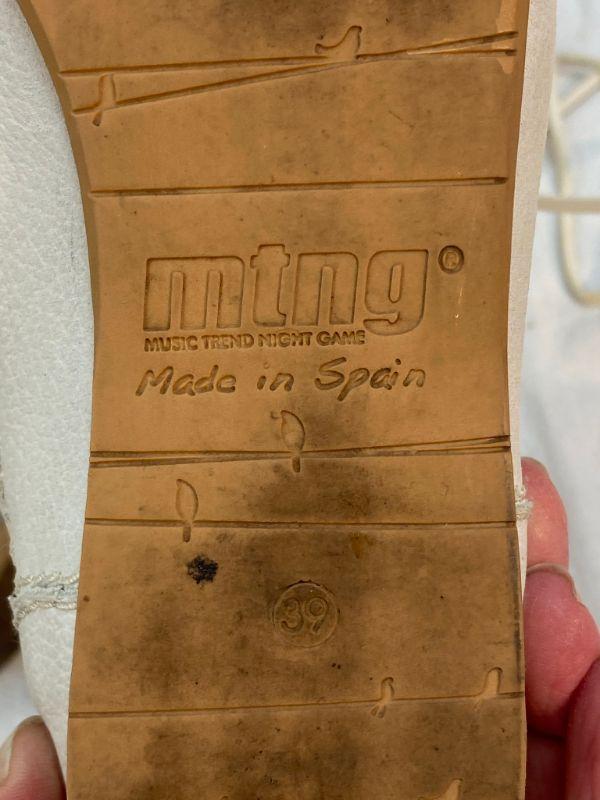 mtng®
MUSIC TREND NIGHT GAME
Made in Spain
39